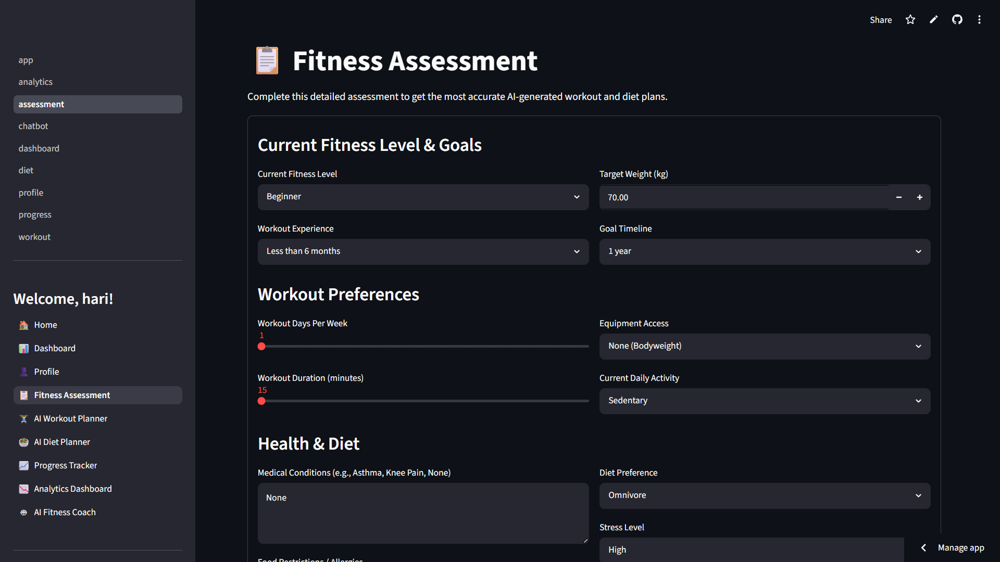 Share
app
analytics
assessment
chatbot
dashboard
diet
profile
progress
workout
Welcome, hari!
Home
Dashboard
Profile
Fitness Assessment
AI Workout Planner
AI Diet Planner
Progress Tracker
Analytics Dashboard
AI Fitness Coach
Fitness Assessment
Complete this detailed assessment to get the most accurate AI-generated workout and diet plans.
Current Fitness Level & Goals
Current Fitness Level
Beginner
Target Weight (kg)
70.00
Workout Experience
Less than 6 months
Goal Timeline
1 year
Workout Preferences
Workout Days Per Week
1
Equipment Access
None (Bodyweight)
Workout Duration (minutes)
15
Current Daily Activity
Sedentary
Health & Diet
Medical Conditions (e.g., Asthma, Knee Pain, None)
None
Diet Preference
Omnivore
Stress Level
High
Food Restrictions / Allergies
Manage app